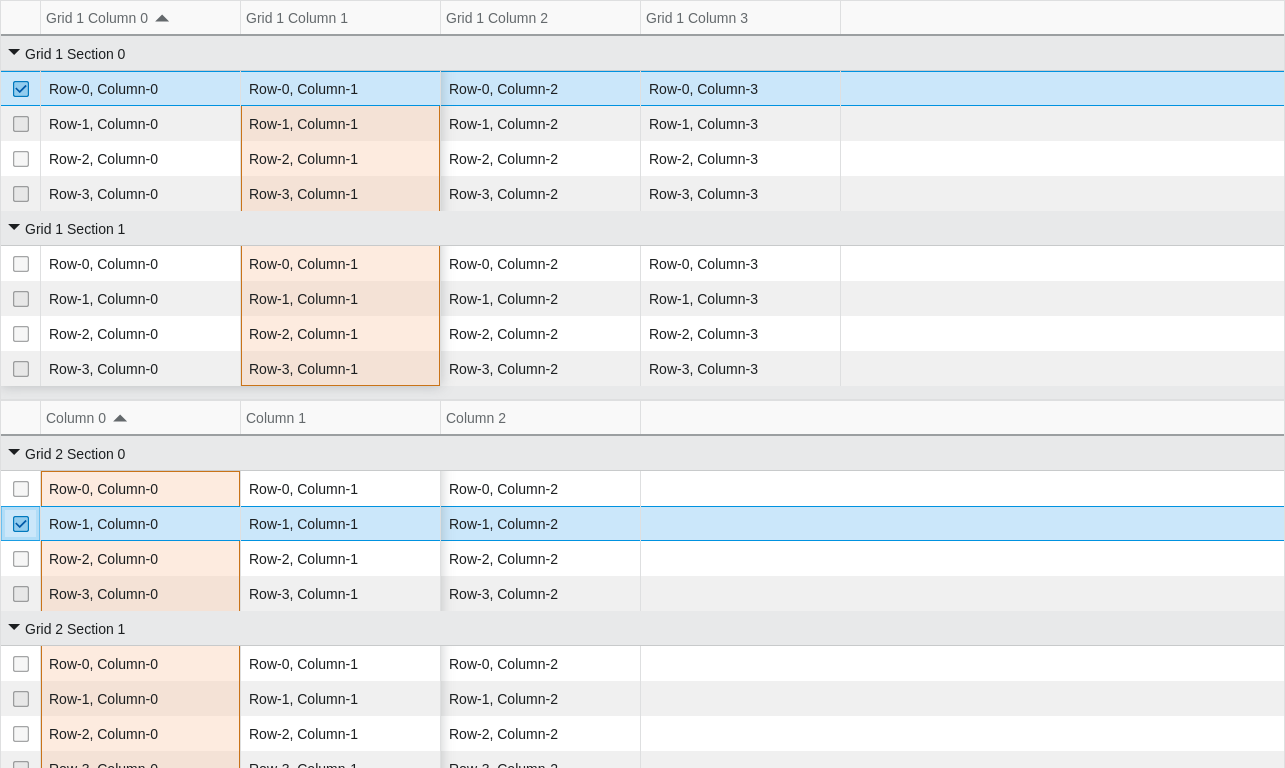 Grid 1 Column 0 Grid 1 Column 1 Grid 1 Column 2 Grid 1 Column 3
Grid 1 Section 0
Row-0, Column-0 Row-0, Column-1 Row-0, Column-2 Row-0, Column-3
Row-1, Column-0 Row-1, Column-1 Row-1, Column-2 Row-1, Column-3
Row-2, Column-0 Row-2, Column-1 Row-2, Column-2 Row-2, Column-3
Row-3, Column-0 Row-3, Column-1 Row-3, Column-2 Row-3, Column-3
Grid 1 Section 1
Row-0, Column-0 Row-0, Column-1 Row-0, Column-2 Row-0, Column-3
Row-1, Column-0 Row-1, Column-1 Row-1, Column-2 Row-1, Column-3
Row-2, Column-0 Row-2, Column-1 Row-2, Column-2 Row-2, Column-3
Row-3, Column-0 Row-3, Column-1 Row-3, Column-2 Row-3, Column-3
Column 0 Column 1 Column 2
Grid 2 Section 0
Row-0, Column-0 Row-0, Column-1 Row-0, Column-2
Row-1, Column-0 Row-1, Column-1 Row-1, Column-2
Row-2, Column-0 Row-2, Column-1 Row-2, Column-2
Row-3, Column-0 Row-3, Column-1 Row-3, Column-2
Grid 2 Section 1
Row-0, Column-0 Row-0, Column-1 Row-0, Column-2
Row-1, Column-0 Row-1, Column-1 Row-1, Column-2
Row-2, Column-0 Row-2, Column-1 Row-2, Column-2
Row-3, Column-0 Row-3, Column-1 Row-3, Column-2